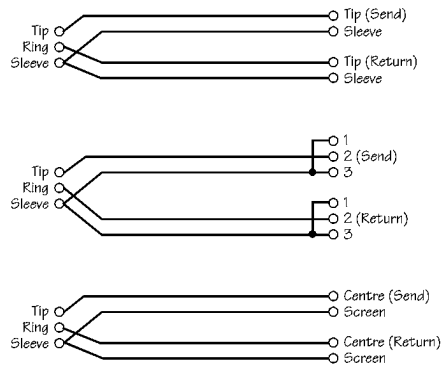 Tip (Send)
Sleeve
Tip
Ring
Sleeve
Tip (Return)
Sleeve
1
2 (Send)
3
Tip
Ring
Sleeve
1
2 (Return)
3
Centre (Send)
Screen
Tip
Ring
Sleeve
Centre (Return)
Screen